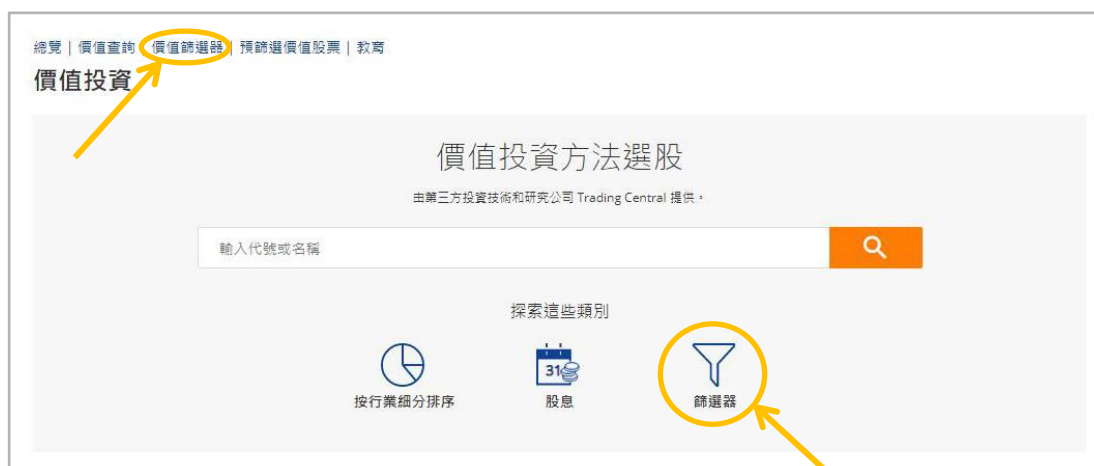 總覽 | 價值查詢 | 價值篩選器 | 預篩選價值股票 | 教育
價值投資
價值投資方法選股
由第三方投資技術和研究公司 Trading Central 提供。
輸入代號或名稱
探索這些類別
31
按行業細分排序 股息 篩選器